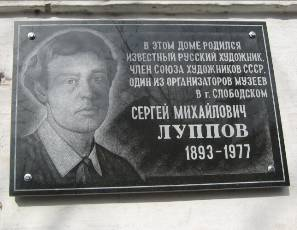 В ЭТОМ ДОМЕ РОДИЛСЯ
ИЗВЕСТНЫЙ РУССКИЙ ХУДОЖНИК,
ЧЛЕН СОЮЗА ХУДОЖНИКОВ СССР,
ОДИН ИЗ ОРГАНИЗАТОРОВ МУЗЕЕВ
В г. СЛОБОДСКОМ
СЕРГЕЙ МИХАЙЛОВИЧ
ЛУППОВ
1893-1977